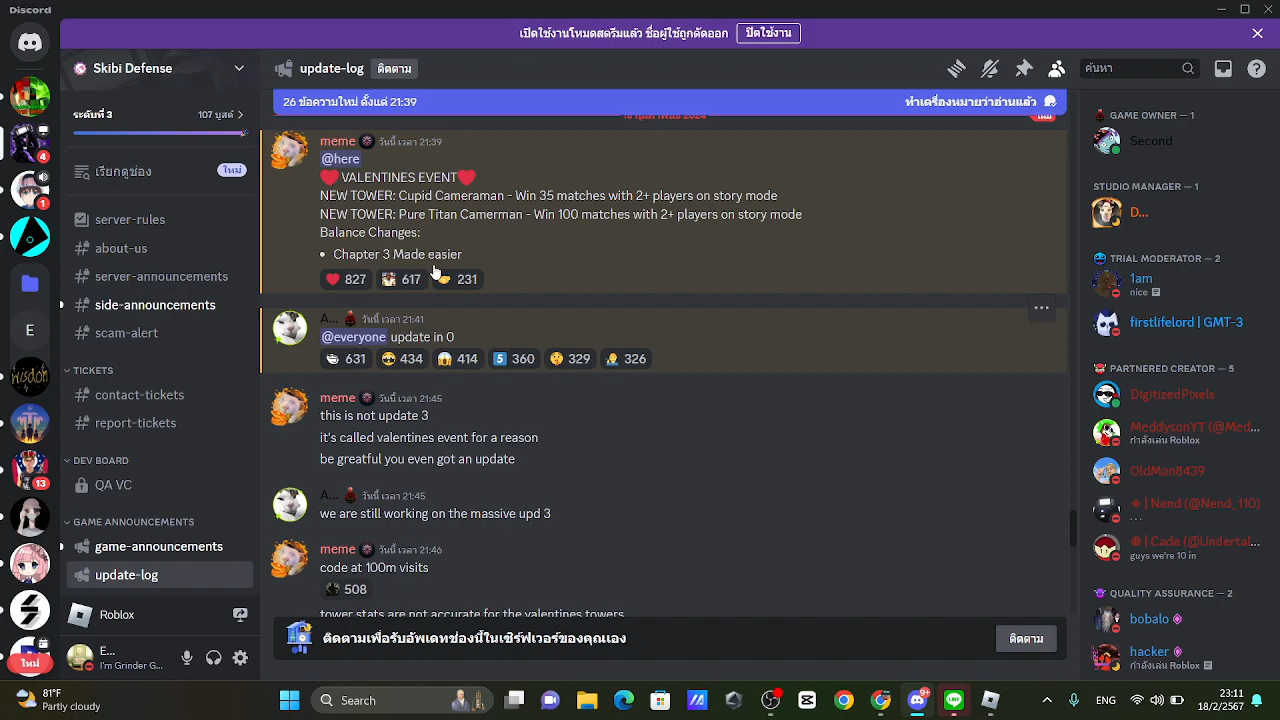 Discord
เปิดใช้งานโหมดสตรีมแล้ว ชื่อผู้ใช้ถูกตัดออก ปิดใช้งาน
Skibi Defense
ระดับที่ 3 107 บูสต์
เรียกดูช่อง ใหม่
server-rules
about-us
server-announcements
side-announcements
scam-alert
TICKETS
contact-tickets
report-tickets
DEV BOARD
QA VC
GAME ANNOUNCEMENTS
game-announcements
update-log
Roblox
E...
I'm Grinder G...
4
1
E
wisdom
13
ใหม่
update-log ติดตาม
ค้นหา
26 ข้อความใหม่ ตั้งแต่ 21:39 ทำเครื่องหมายว่าอ่านแล้ว
meme วันนี้ เวลา 21:39
@here
VALENTINES EVENT
NEW TOWER: Cupid Cameraman - Win 35 matches with 2+ players on story mode
NEW TOWER: Pure Titan Camerman - Win 100 matches with 2+ players on story mode
Balance Changes:
• Chapter 3 Made easier
827 617 231
A... วันนี้ เวลา 21:41
@everyone update in 0
631 434 414 5 360 329 326
meme วันนี้ เวลา 21:45
this is not update 3
it's called valentines event for a reason
be greatful you even got an update
A... วันนี้ เวลา 21:45
we are still working on the massive upd 3
meme วันนี้ เวลา 21:46
code at 100m visits
508
tower stats are not accurate for the valentines towers
ติดตามเพื่อรับอัพเดทช่องนี้ในเซิร์ฟเวอร์ของคุณเอง ติดตาม
GAME OWNER — 1
Second
STUDIO MANAGER — 1
D...
TRIAL MODERATOR — 2
1am
nice
firstlifelord | GMT-3
PARTNERED CREATOR — 5
DigitizedPixels
MeddysonYT (@Med...
กำลังเล่น Roblox
OldMan8439
| Nend (@Nend_110)
...
| Cade (@Undertal...
guys we're 10 in
QUALITY ASSURANCE — 2
bobalo
hacker
กำลังเล่น Roblox
81°F
Partly cloudy
Search
9+
ENG
23:11
18/2/2567